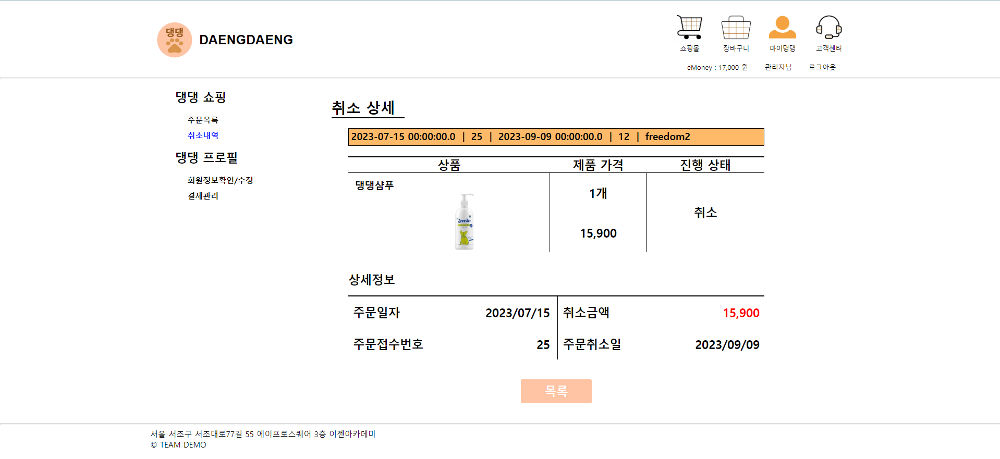 댕댕
DAENGDAENG
쇼핑몰
장바구니
마이댕댕
고객센터
eMoney : 17,000 원
관리자님
로그아웃
댕댕 쇼핑
주문목록
취소내역
댕댕 프로필
회원정보확인/수정
결제관리
취소 상세
2023-07-15 00:00:00.0 | 25 | 2023-09-09 00:00:00.0 | 12 | freedom2
상품 제품 가격 진행 상태
댕댕샴푸
Breeder
1개
15,900
취소
상세정보
주문일자 2023/07/15 취소금액 15,900
주문접수번호 25 주문취소일 2023/09/09
목록
서울 서초구 서초대로77길 55 에이프로스퀘어 3층 이젠아카데미
© TEAM DEMO